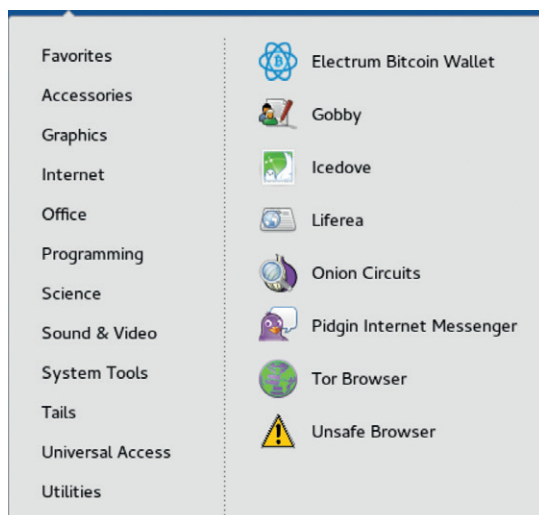 Favorites
Accessories
Graphics
Internet
Office
Programming
Science
Sound & Video
System Tools
Tails
Universal Access
Utilities
Electrum Bitcoin Wallet
Gobby
Icedove
Liferea
Onion Circuits
Pidgin Internet Messenger
Tor Browser
Unsafe Browser